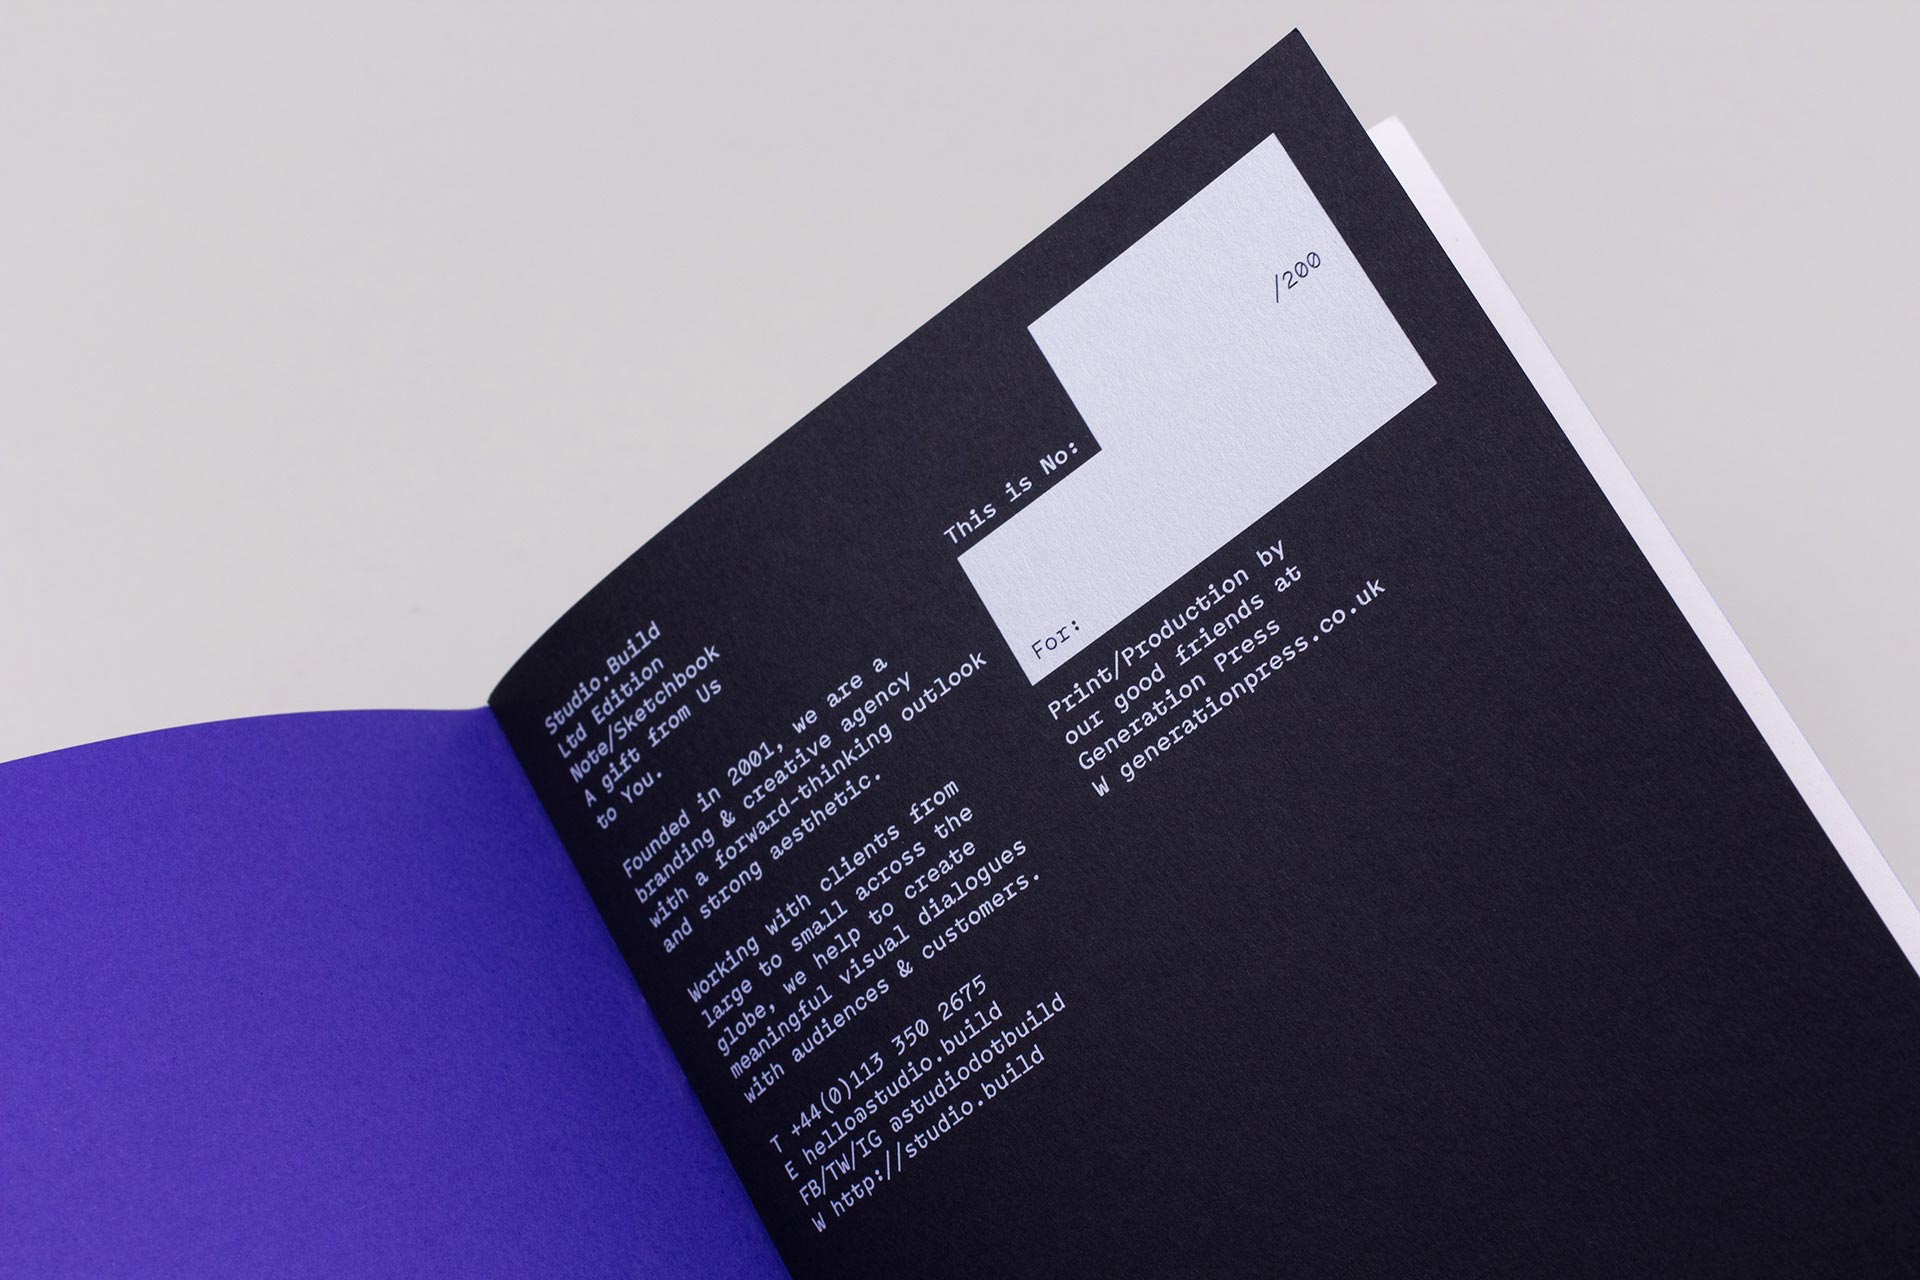 Studio.Build
Ltd Edition
Note/Sketchbook
A gift from Us
to You.
Founded in 2001, we are a
branding & creative agency
with a forward-thinking outlook
and strong aesthetic.
Working with clients from
large to small across the
globe, we help to create
meaningful visual dialogues
with audiences & customers.
T +44(0)113 350 2675
E hello@studio.build
FB/TW/IG @studiodotbuild
W http://studio.build
This is No:
/200
For:
Print/Production by
our good friends at
Generation Press
W generationpress.co.uk